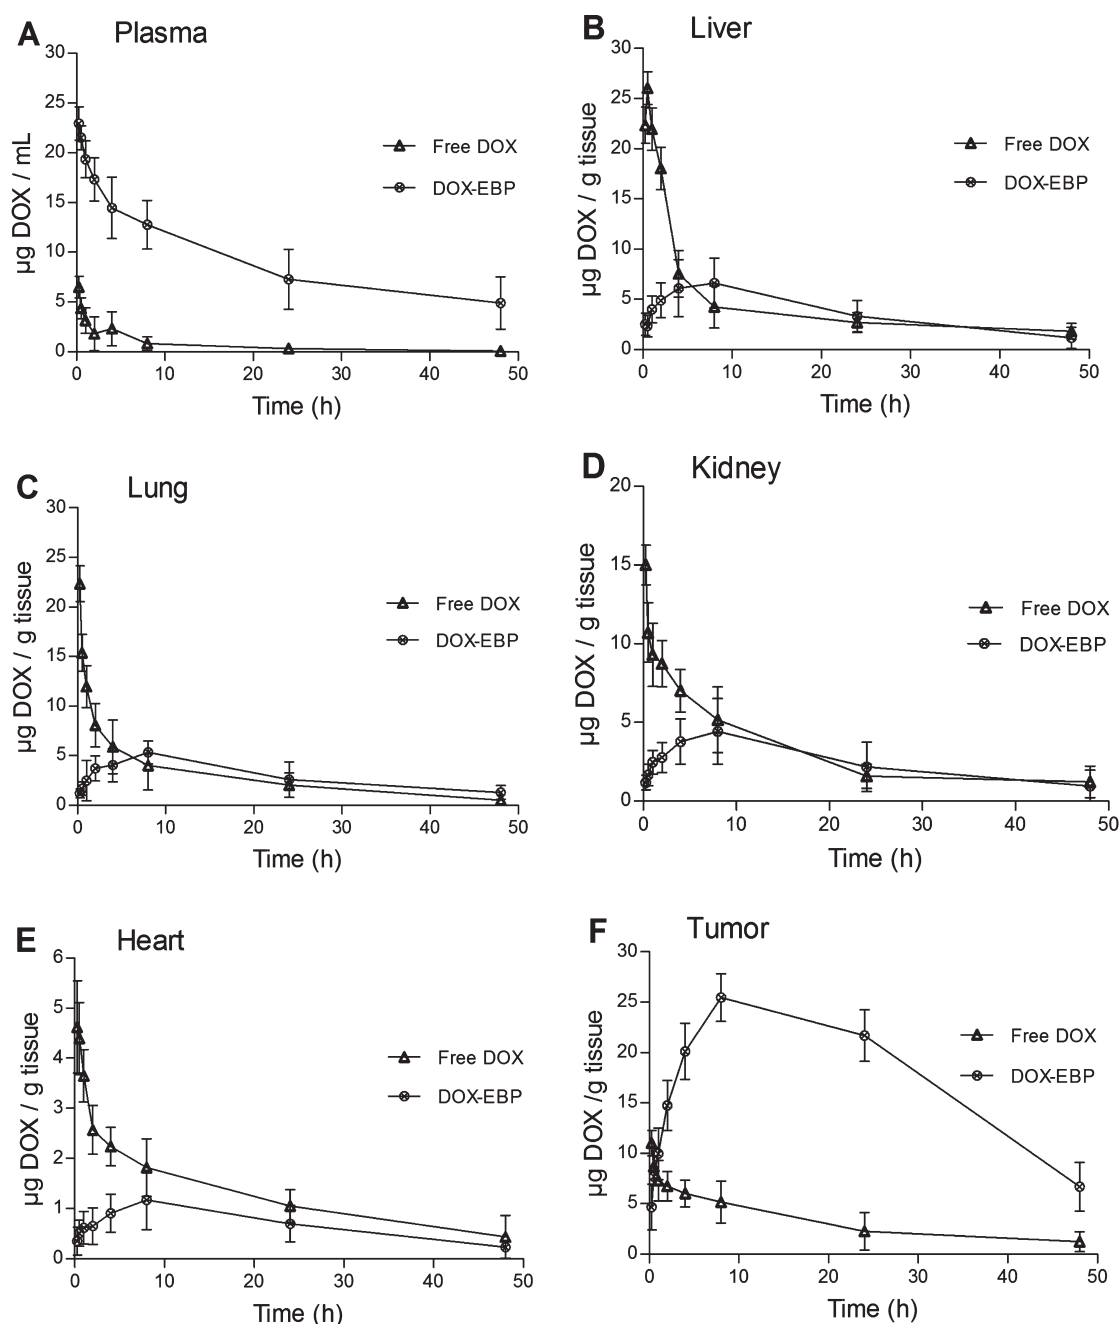 A Plasma
µg DOX / mL
30
25
20
15
10
5
0
0 10 20 30 40 50
Time (h)
Free DOX
DOX-EBP
B Liver
µg DOX / g tissue
30
25
20
15
10
5
0
0 10 20 30 40 50
Time (h)
Free DOX
DOX-EBP
C Lung
µg DOX / g tissue
30
25
20
15
10
5
0
0 10 20 30 40 50
Time (h)
Free DOX
DOX-EBP
D Kidney
µg DOX / g tissue
20
15
10
5
0
0 10 20 30 40 50
Time (h)
Free DOX
DOX-EBP
E Heart
µg DOX / g tissue
6
5
4
3
2
1
0
0 10 20 30 40 50
Time (h)
Free DOX
DOX-EBP
F Tumor
µg DOX /g tissue
30
25
20
15
10
5
0
0 10 20 30 40 50
Time (h)
Free DOX
DOX-EBP